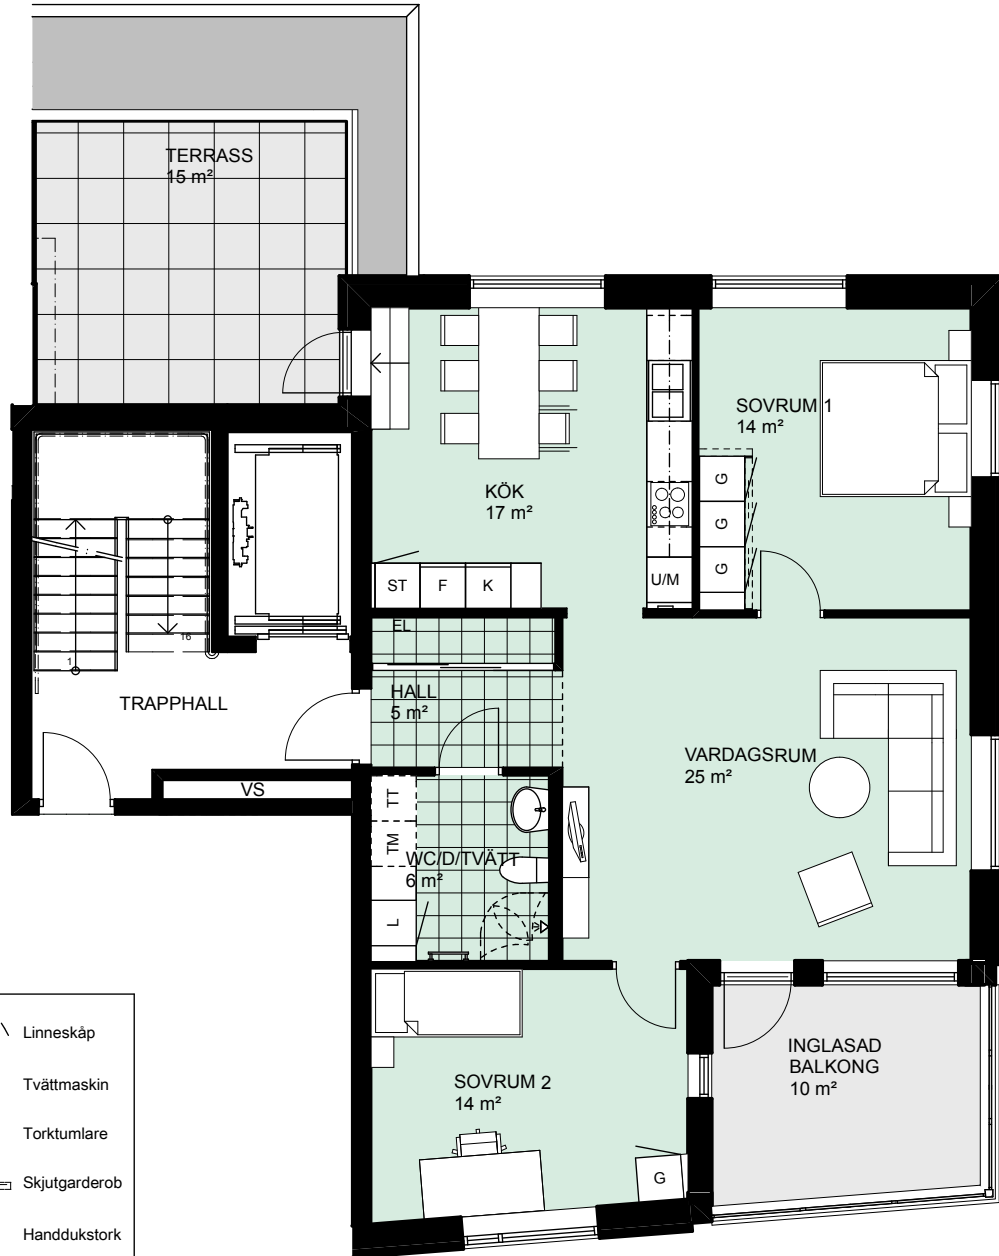 TERRASS
15 m²
SOVRUM 1
14 m²
KÖK
17 m²
G
G
G
ST
F
K
U/M
EL
16
1
HALL
5 m²
TRAPPHALL
VARDAGSRUM
25 m²
VS
TT
TM
WC/D/TVÄTT
6 m²
L
Linneskåp
Tvättmaskin
Torktumlare
Skjutgarderob
Handdukstork
INGLASAD
BALKONG
10 m²
SOVRUM 2
14 m²
G